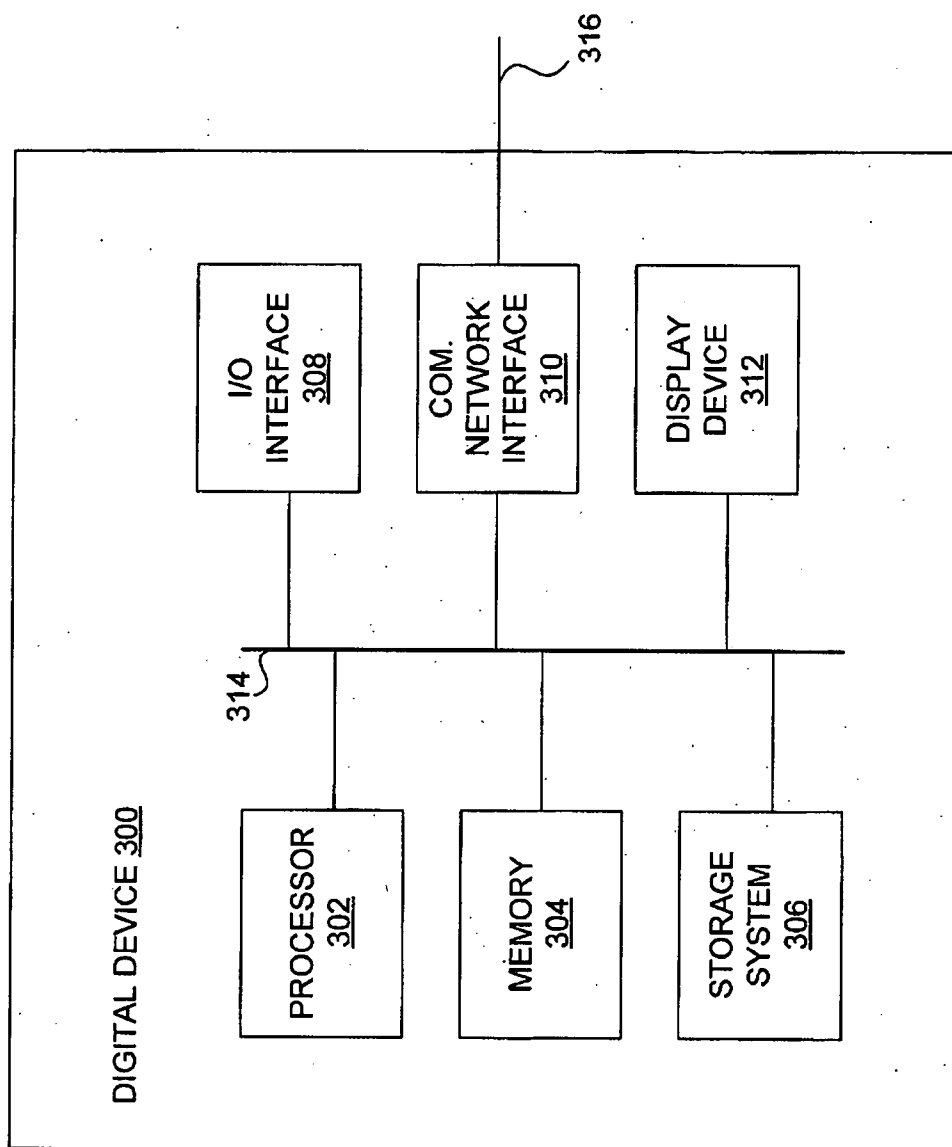 DIGITAL DEVICE 300
PROCESSOR
302
MEMORY
304
STORAGE
SYSTEM
306
314
I/O
INTERFACE
308
COM.
NETWORK
INTERFACE
310
DISPLAY
DEVICE
312
316